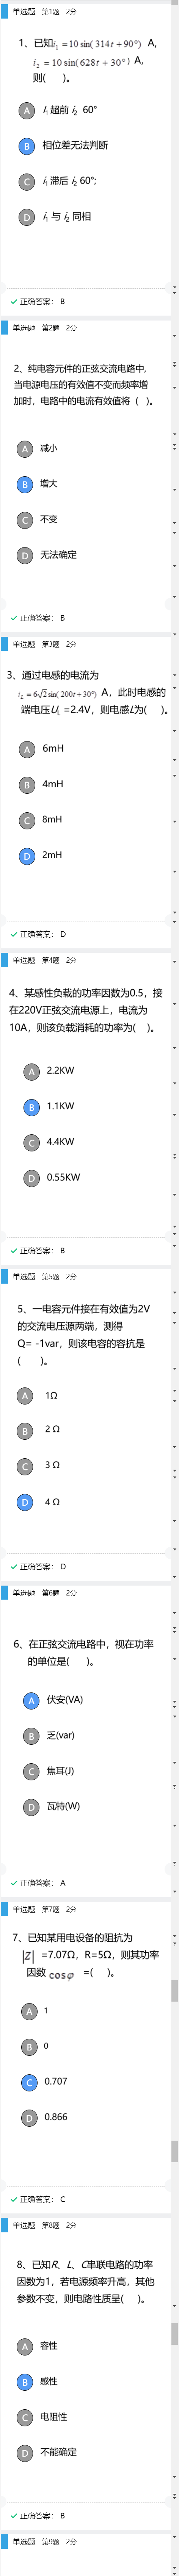 单选题 第1题 2分
1、已知i₁=10 sin( 314t + 90°) A,
i₂ = 10 sin( 628t + 30°) A,
则( )。
A i₁超前 i₂ 60°
B 相位差无法判断
C i₁滞后 i₂ 60°;
D i₁ 与 i₂ 同相
正确答案： B
单选题 第2题 2分
2、纯电容元件的正弦交流电路中,
当电源电压的有效值不变而频率增
加时，电路中的电流有效值将（ )。
A 减小
B 增大
C 不变
D 无法确定
正确答案： B
单选题 第3题 2分
3、通过电感的电流为
i_L = 6√2 sin( 200t + 30°) A，此时电感的
端电压U_L =2.4V，则电感L为( )。
A 6mH
B 4mH
C 8mH
D 2mH
正确答案： D
单选题 第4题 2分
4、某感性负载的功率因数为0.5，接
在220V正弦交流电源上，电流为
10A，则该负载消耗的功率为( )。
A 2.2KW
B 1.1KW
C 4.4KW
D 0.55KW
正确答案： B
单选题 第5题 2分
5、一电容元件接在有效值为2V
的交流电压源两端，测得
Q= -1var，则该电容的容抗是
( )。
A 1Ω
B 2 Ω
C 3 Ω
D 4 Ω
正确答案： D
单选题 第6题 2分
6、在正弦交流电路中，视在功率
的单位是( )。
A 伏安(VA)
B 乏(var)
C 焦耳(J)
D 瓦特(W)
正确答案： A
单选题 第7题 2分
7、已知某用电设备的阻抗为
|Z| =7.07Ω，R=5Ω，则其功率
因数 cosφ =( )。
A 1
B 0
C 0.707
D 0.866
正确答案： C
单选题 第8题 2分
8、已知R、L、C串联电路的功率
因数为1，若电源频率升高，其他
参数不变，则电路性质呈( )。
A 容性
B 感性
C 电阻性
D 不能确定
正确答案： B
单选题 第9题 2分